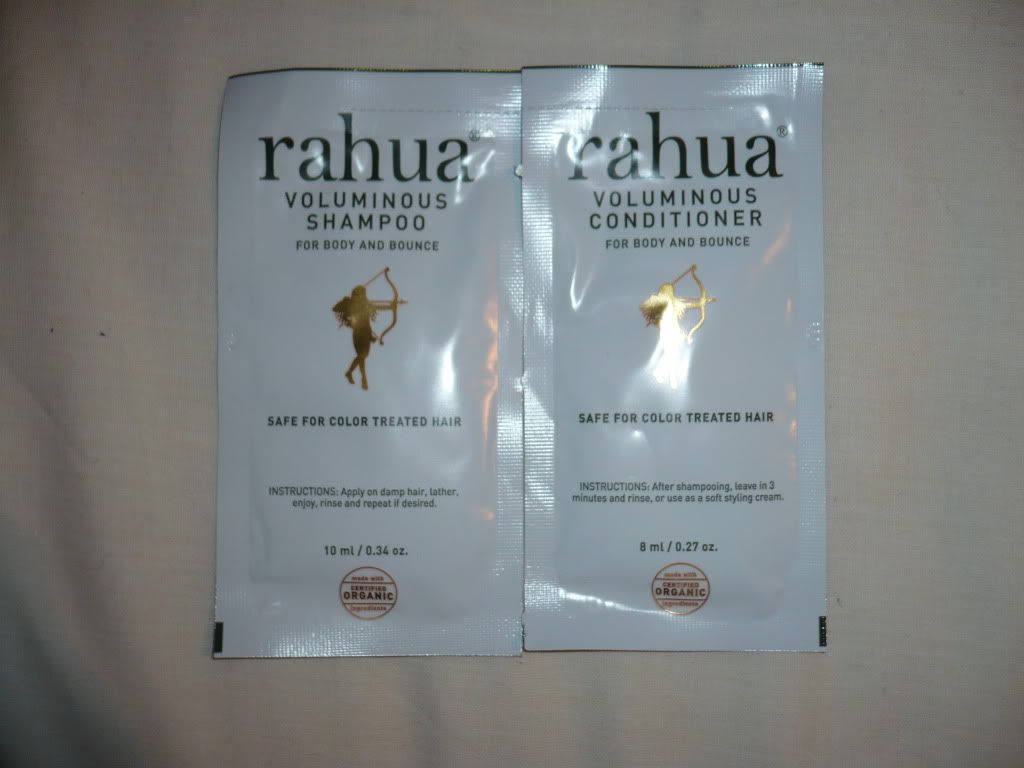 rahua®
VOLUMINOUS
SHAMPOO
FOR BODY AND BOUNCE
SAFE FOR COLOR TREATED HAIR
INSTRUCTIONS: Apply on damp hair, lather,
enjoy, rinse and repeat if desired.
10 ml / 0.34 oz.
made with
CERTIFIED
ORGANIC
ingredients
rahua®
VOLUMINOUS
CONDITIONER
FOR BODY AND BOUNCE
SAFE FOR COLOR TREATED HAIR
INSTRUCTIONS: After shampooing, leave in 3
minutes and rinse, or use as a soft styling cream.
8 ml / 0.27 oz.
made with
CERTIFIED
ORGANIC
ingredients